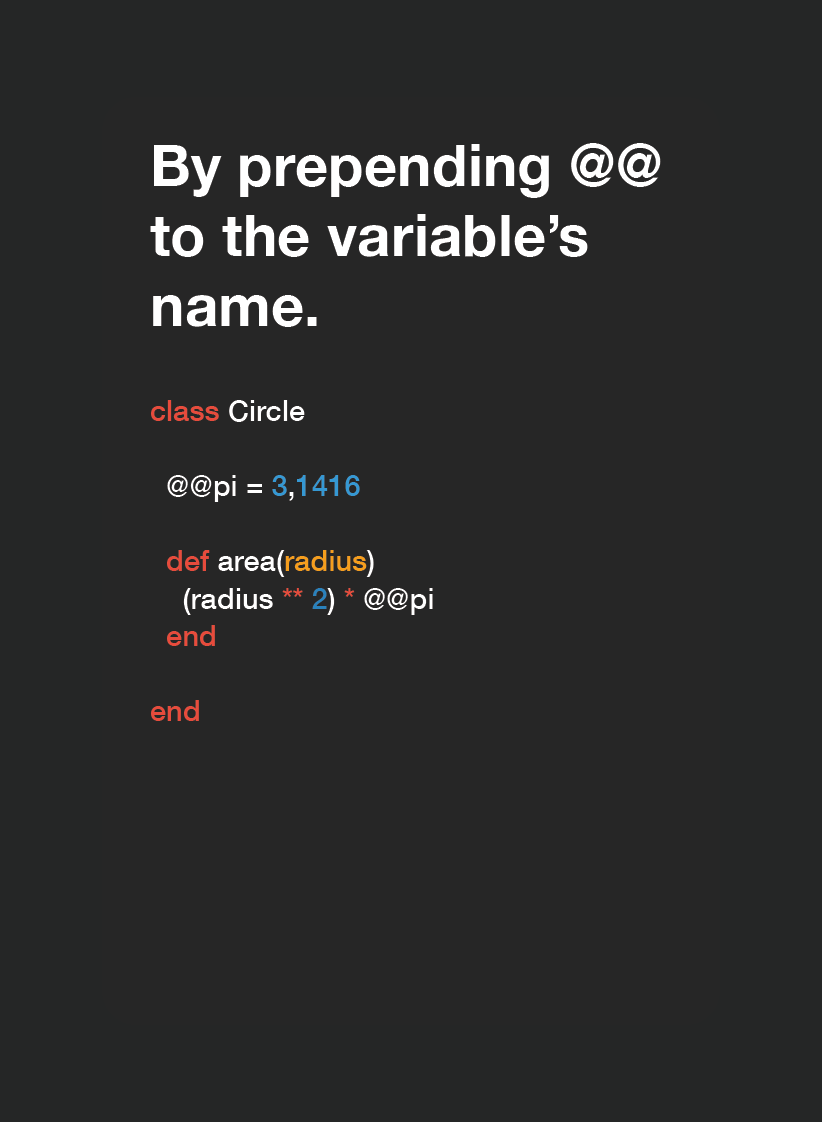 By prepending @@
to the variable’s
name.
class Circle
@@pi = 3,1416
def area(radius)
(radius ** 2) * @@pi
end
end